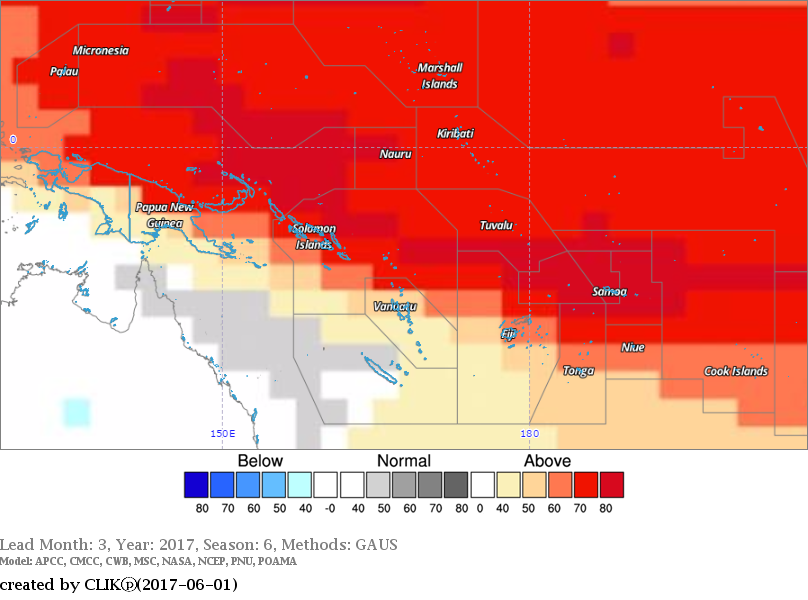 Micronesia
Palau
Marshall
Islands
0
Kiribati
Nauru
Papua New
Guinea
Solomon
Islands
Tuvalu
Samoa
Vanuatu
Fiji
Niue
Tonga
Cook Islands
150E
180
Below Normal Above
80 70 60 50 40 -0 40 50 60 70 80 0 40 50 60 70 80
Lead Month: 3, Year: 2017, Season: 6, Methods: GAUS
Model: APCC, CMCC, CWB, MSC, NASA, NCEP, PNU, POAMA
created by CLIKⓟ(2017-06-01)